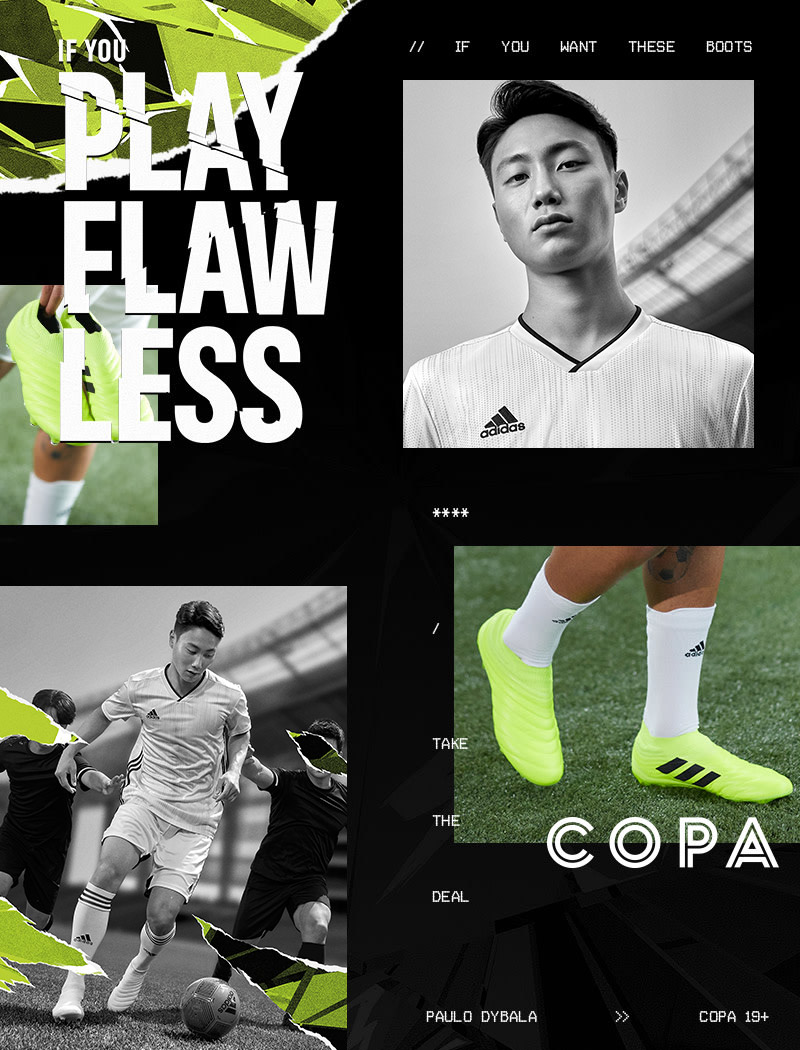 IF YOU
PLAY
FLAW
LESS
// IF YOU WANT THESE BOOTS
adidas
****
/
TAKE
THE
DEAL
adidas
COPA
PAULO DYBALA >> COPA 19+